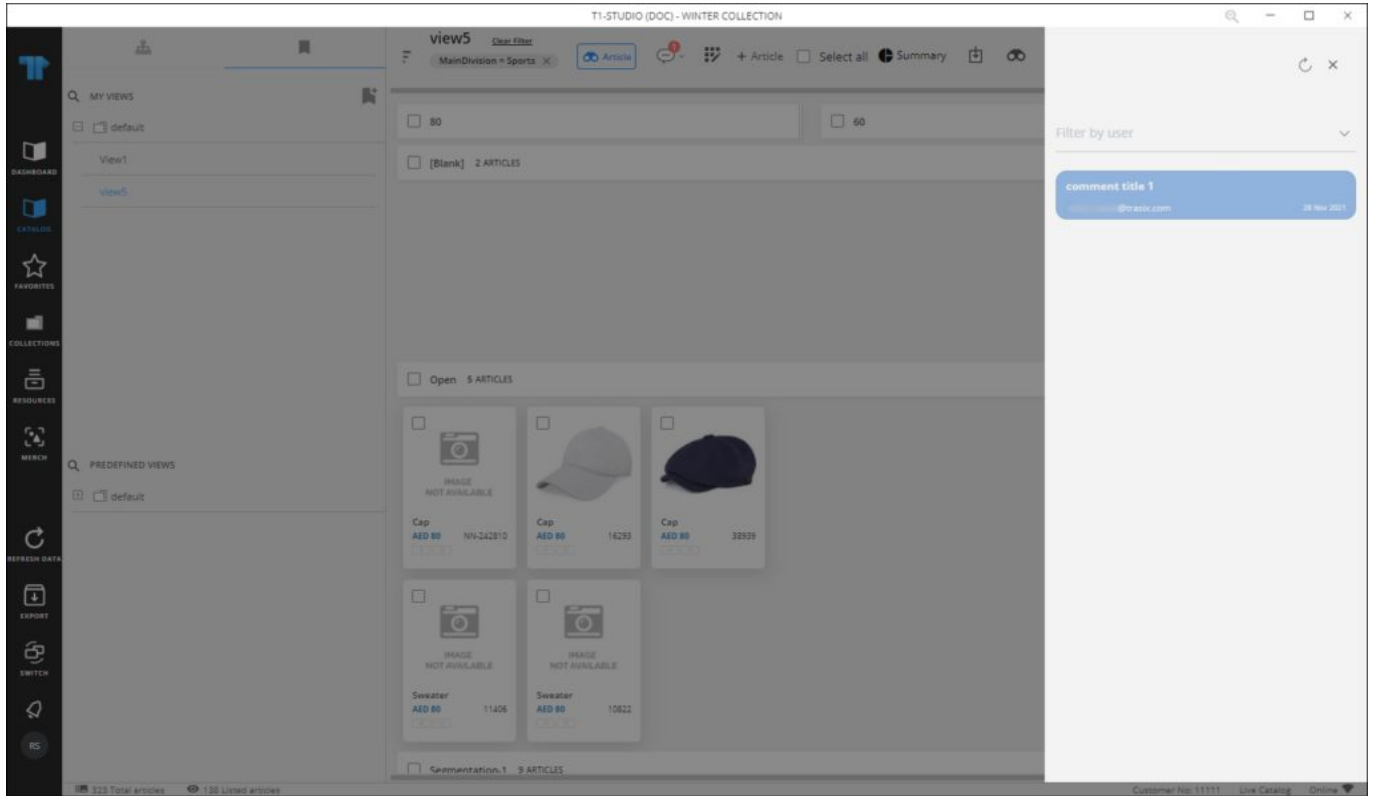 T1-STUDIO (DOC) - WINTER COLLECTION
DASHBOARD
CATALOG
FAVORITES
COLLECTIONS
RESOURCES
MERCH
REFRESH DATA
EXPORT
SWITCH
RS
MY VIEWS
default
View1
view5
PREDEFINED VIEWS
default
view5 Clear Filter
MainDivision = Sports
Article
1
+ Article
Select all
Summary
80
60
[Blank] 2 ARTICLES
Open 5 ARTICLES
IMAGE
NOT AVAILABLE
Cap
AED 80 NN-242810
Cap
AED 80 16293
Cap
AED 80 38939
IMAGE
NOT AVAILABLE
Sweater
AED 80 11406
IMAGE
NOT AVAILABLE
Sweater
AED 80 10822
Segmentation-1 9 ARTICLES
Filter by user
comment title 1
@trasix.com 28 Nov 2021
323 Total articles 138 Listed articles
Customer No: 11111 Live Catalog Online